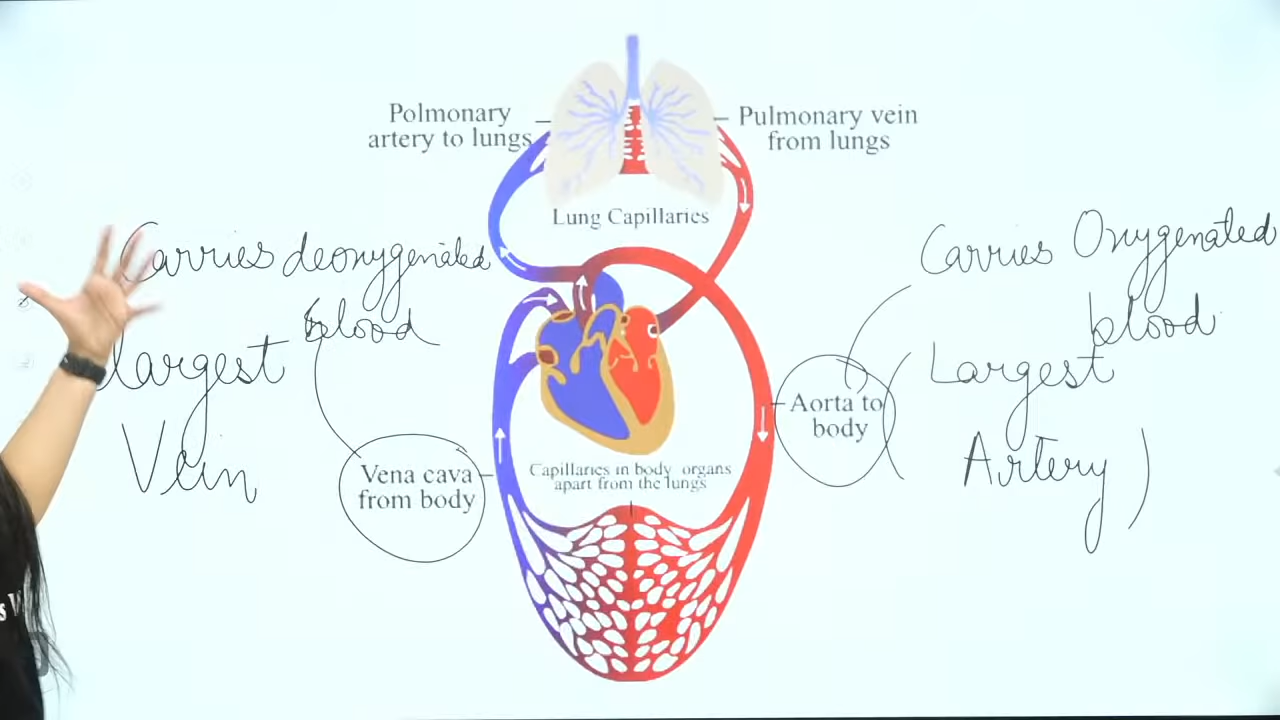 Polmonary
artery to lungs
Pulmonary vein
from lungs
Lung Capillaries
Carries deoxygenated
blood
largest
Vein
Carries Oxygenated
blood
Largest
Artery )
Aorta to
body
Vena cava
from body
Capillaries in body organs
apart from the lungs